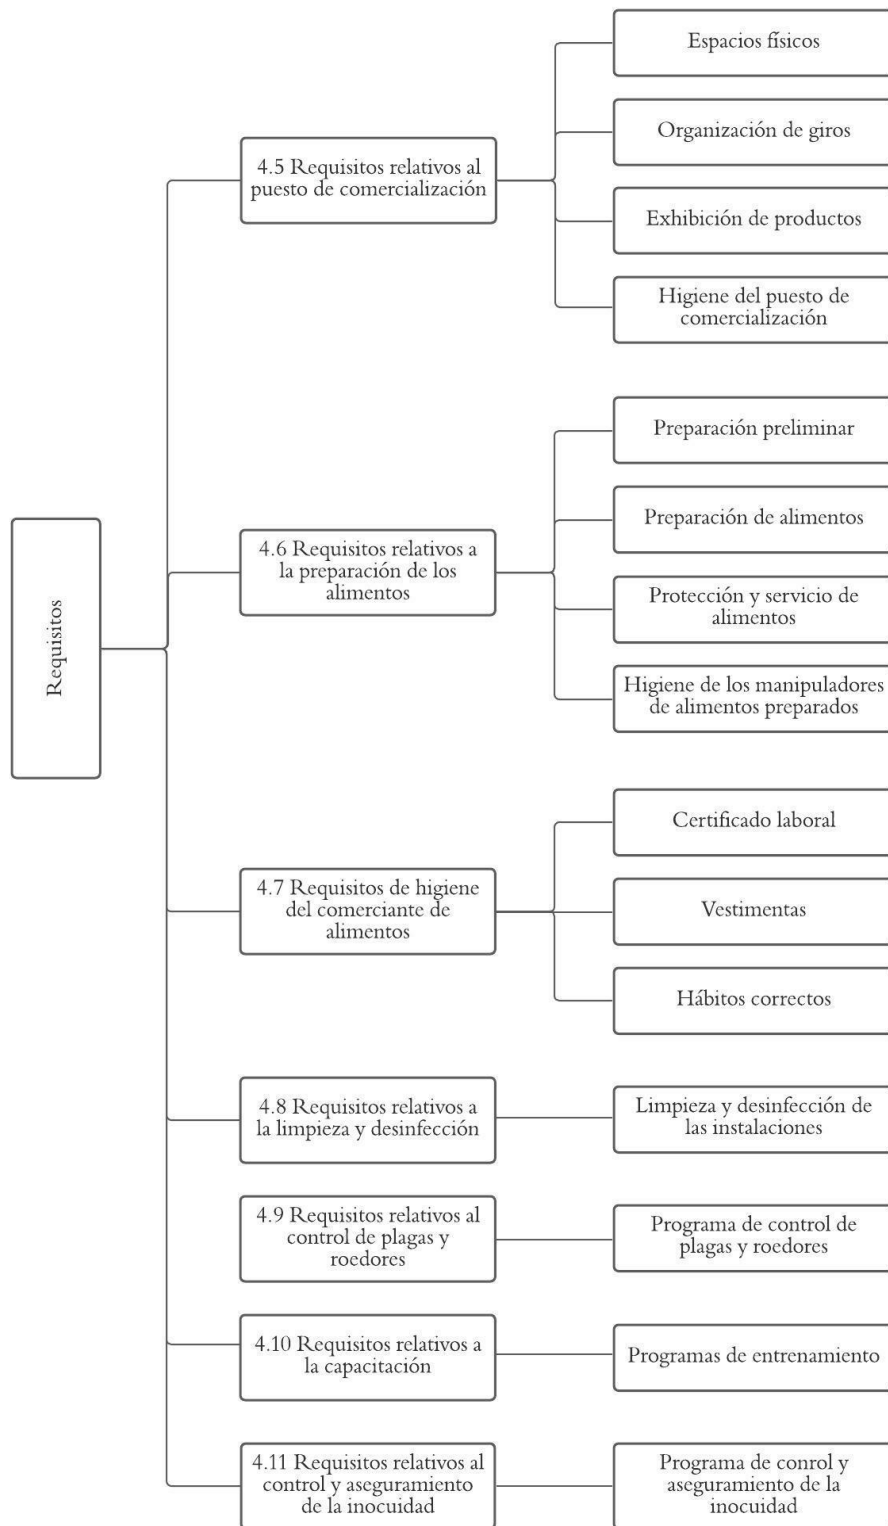 Requisitos
4.5 Requisitos relativos al
puesto de comercialización
Espacios físicos
Organización de giros
Exhibición de productos
Higiene del puesto de
comercialización
4.6 Requisitos relativos a
la preparación de los
alimentos
Preparación preliminar
Preparación de alimentos
Protección y servicio de
alimentos
Higiene de los manipuladores
de alimentos preparados
4.7 Requisitos de higiene
del comerciante de
alimentos
Certificado laboral
Vestimentas
Hábitos correctos
4.8 Requisitos relativos a
la limpieza y desinfección
Limpieza y desinfección de
las instalaciones
4.9 Requisitos relativos al
control de plagas y
roedores
Programa de control de
plagas y roedores
4.10 Requisitos relativos a
la capacitación
Programas de entrenamiento
4.11 Requisitos relativos al
control y aseguramiento
de la inocuidad
Programa de conrol y
aseguramiento de la
inocuidad